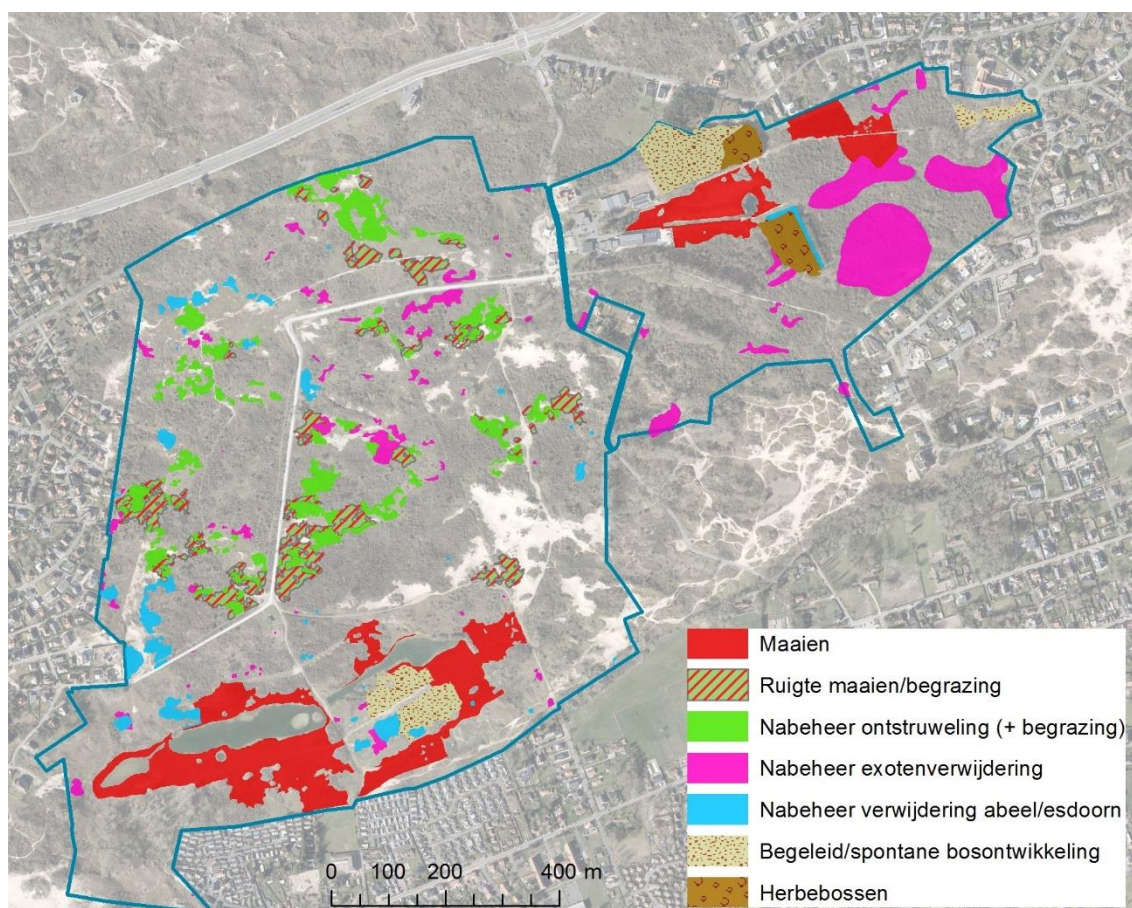 Maaien
Ruigte maaien/begrazing
Nabeheer ontstruweling (+ begrazing)
Nabeheer exotenverwijdering
Nabeheer verwijdering abeel/esdoorn
Begeleid/spontane bosontwikkeling
Herbebossen
0 200 400 m